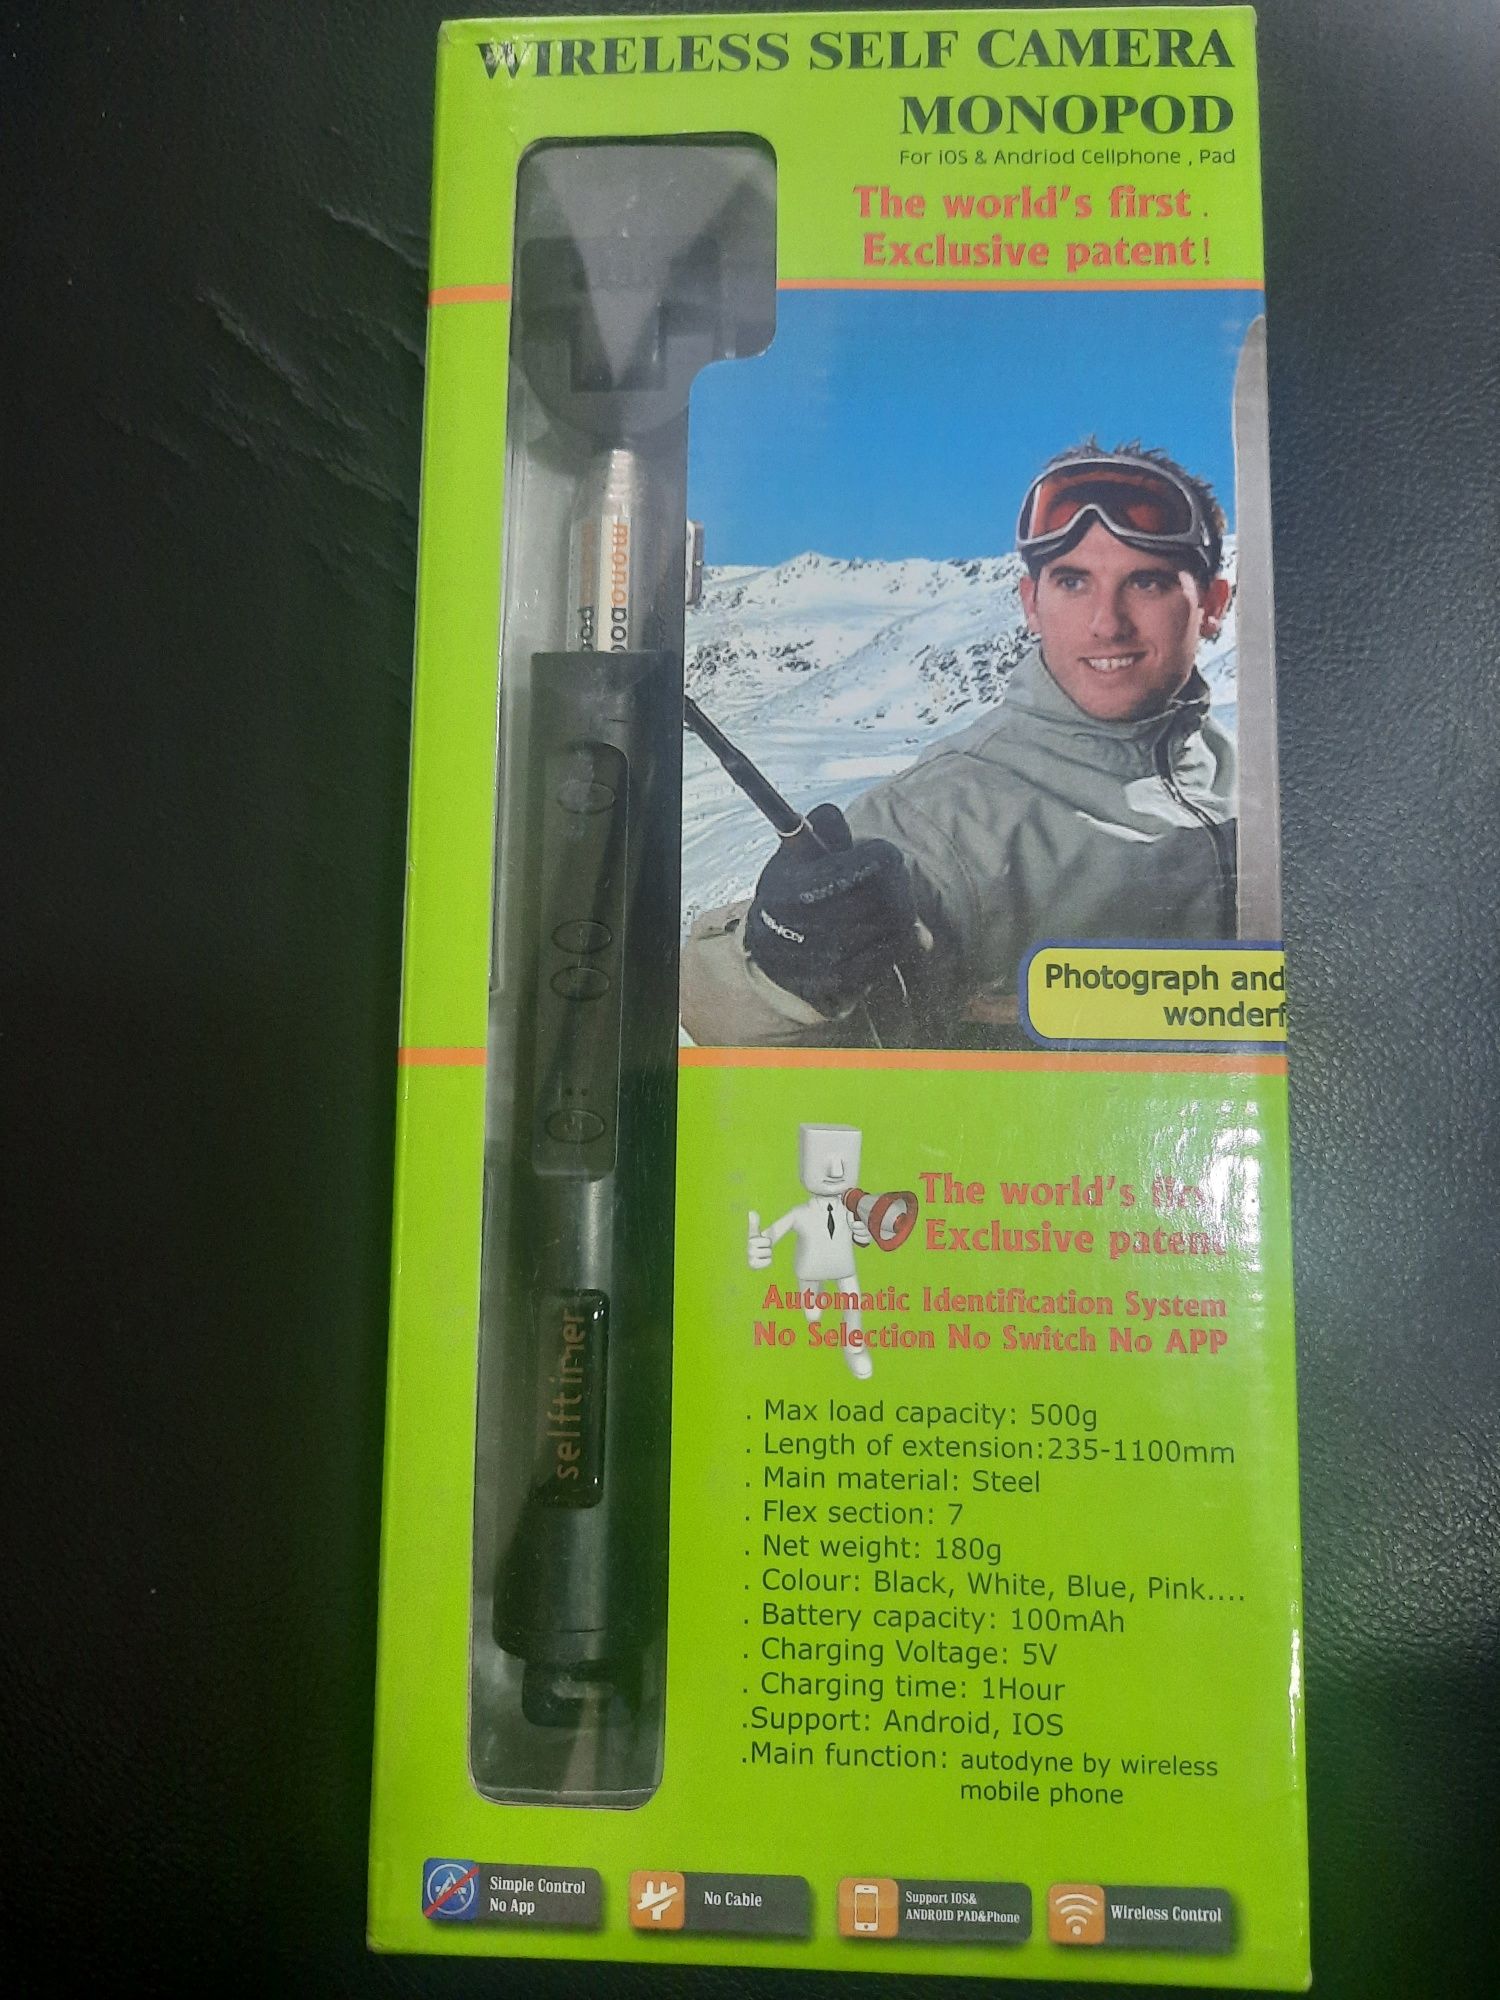 WIRELESS SELF CAMERA
MONOPOD
For iOS & Andriod Cellphone , Pad
The world's first .
Exclusive patent!
monopod
pod
selftimer
Photograph and
wonderf
The world's
Exclusive patent
Automatic Identification System
No Selection No Switch No APP
. Max load capacity: 500g
. Length of extension:235-1100mm
. Main material: Steel
. Flex section: 7
. Net weight: 180g
. Colour: Black, White, Blue, Pink....
. Battery capacity: 100mAh
. Charging Voltage: 5V
. Charging time: 1Hour
.Support: Android, IOS
.Main function: autodyne by wireless
mobile phone
Simple Control
No App
No Cable
Support IOS&
ANDROID PAD&Phone
Wireless Control